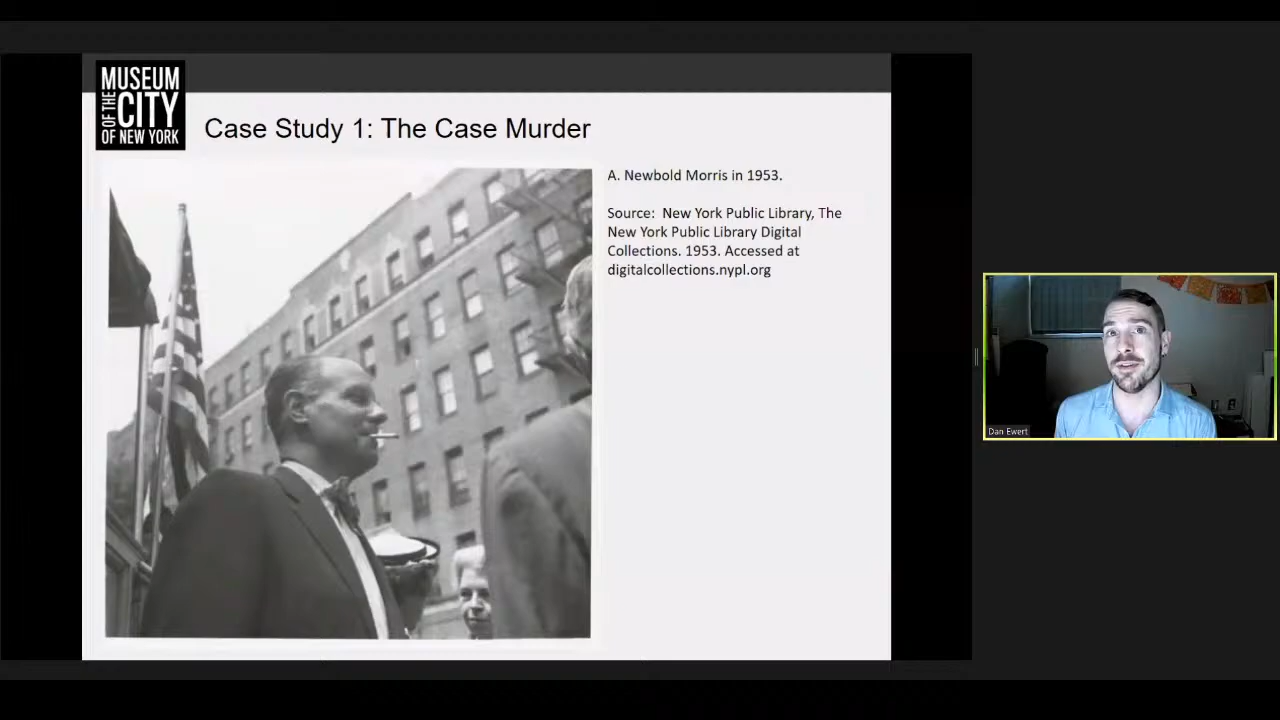 MUSEUM
OF THE
CITY
OF NEW YORK
Case Study 1: The Case Murder
A. Newbold Morris in 1953.
Source:  New York Public Library, The
New York Public Library Digital
Collections. 1953. Accessed at
digitalcollections.nypl.org
Dan Ewert